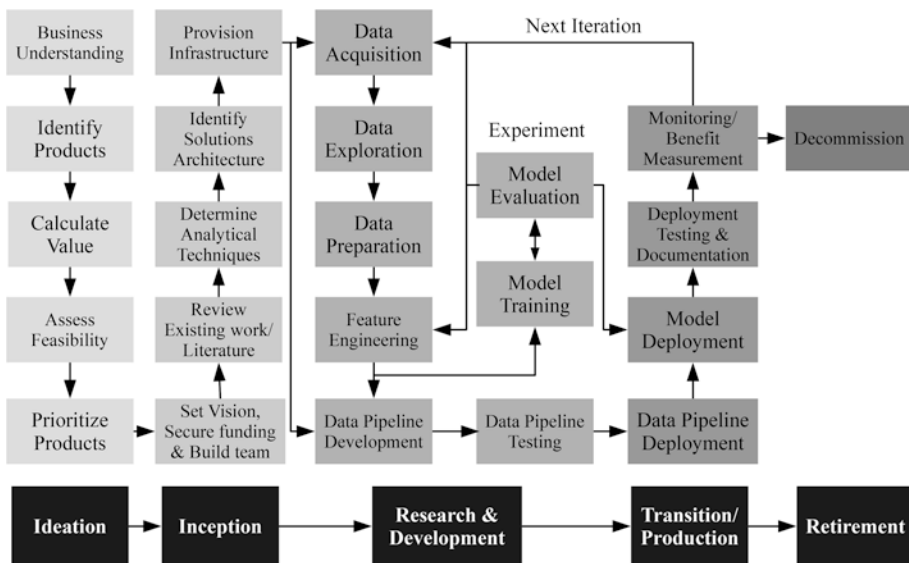 Business
Understanding
Identify
Products
Calculate
Value
Assess
Feasibility
Prioritize
Products
Provision
Infrastructure
Identify
Solutions
Architecture
Determine
Analytical
Techniques
Review
Existing work/
Literature
Set Vision,
Secure funding
& Build team
Data
Acquisition
Data
Exploration
Data
Preparation
Feature
Engineering
Data Pipeline
Development
Next Iteration
Experiment
Model
Evaluation
Model
Training
Data Pipeline
Testing
Monitoring/
Benefit
Measurement
Deployment
Testing &
Documentation
Model
Deployment
Data Pipeline
Deployment
Decommission
Ideation
Inception
Research &
Development
Transition/
Production
Retirement